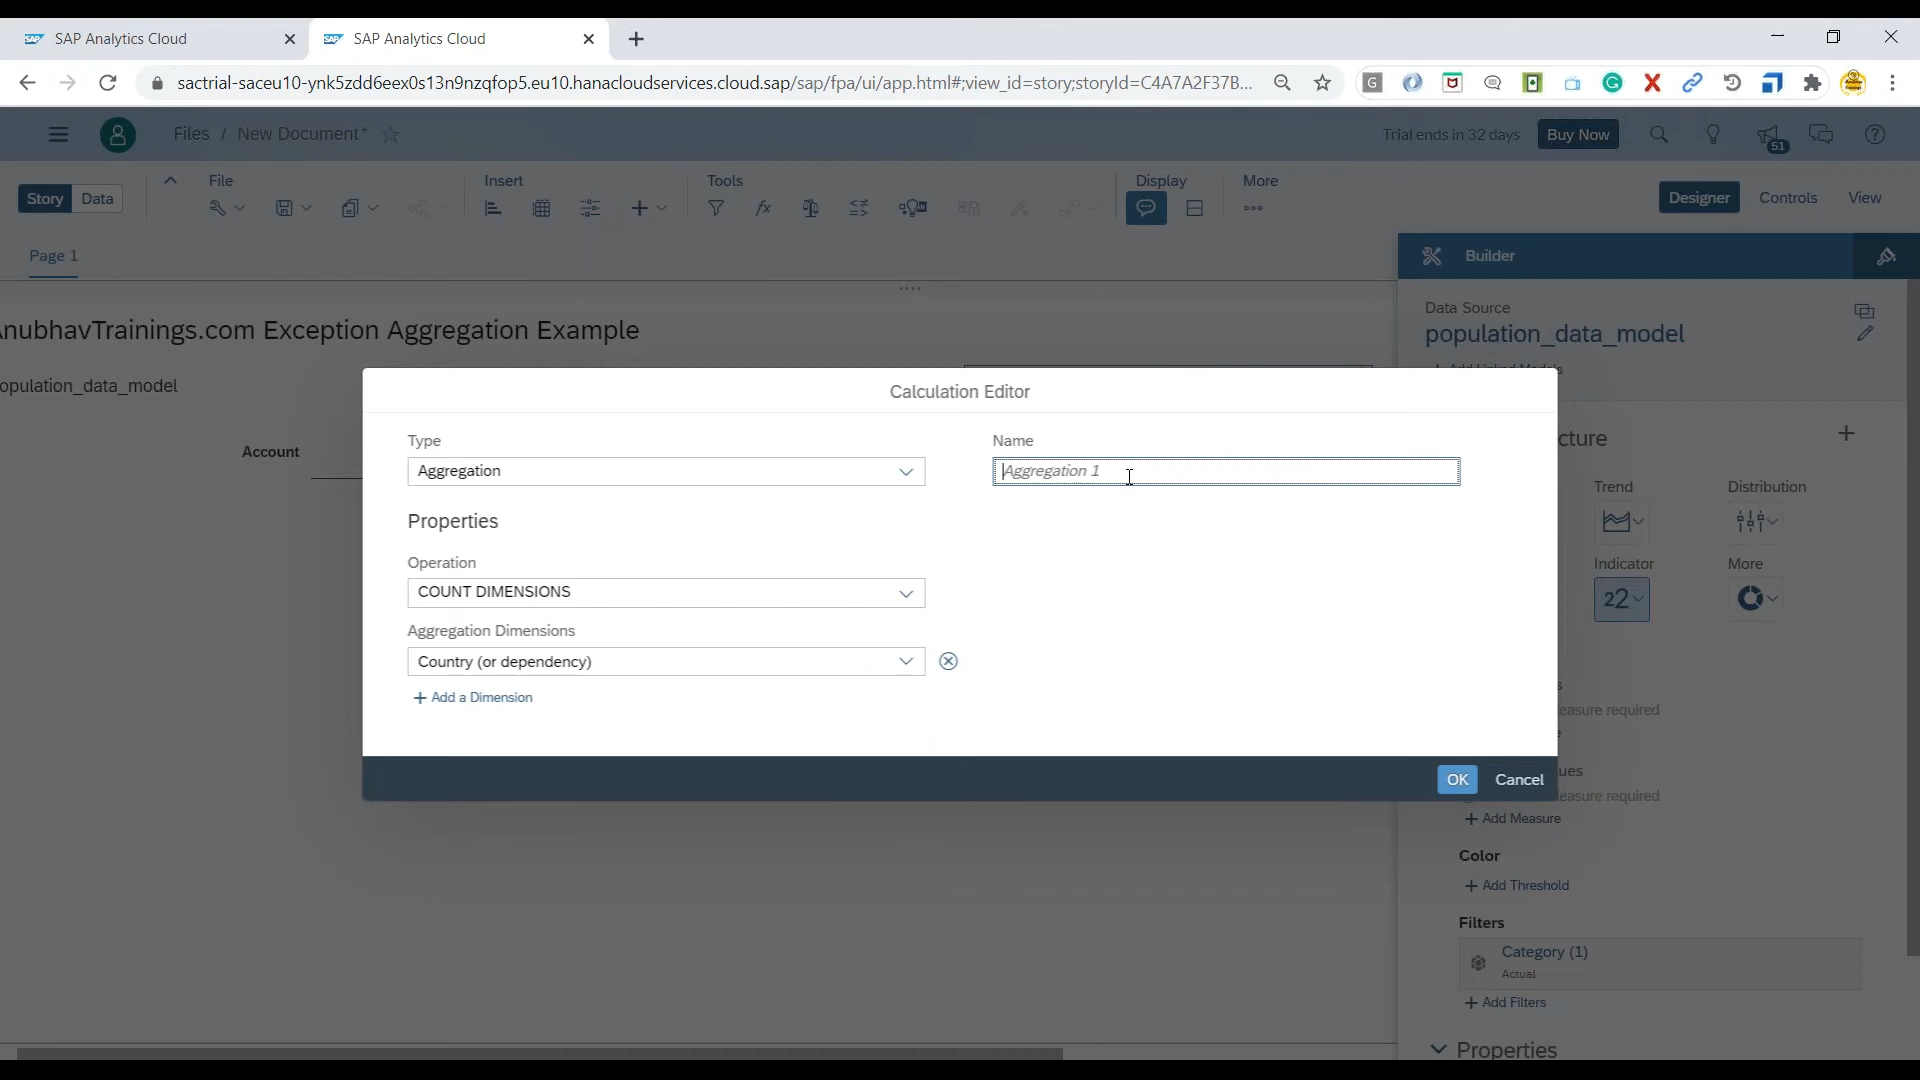 SAP Analytics Cloud
SAP Analytics Cloud
sactrial-saceu10-ynk5zdd6eex0s13n9nzqfop5.eu10.hanacloudservices.cloud.sap/sap/fpa/ui/app.html#;view_id=story;storyId=C4A7A2F37B...
Files / New Document*
Trial ends in 32 days
Buy Now
51
Story
Data
File
Insert
Tools
Display
More
Designer
Controls
View
Page 1
Builder
Data Source
population_data_model
AnubhavTrainings.com Exception Aggregation Example
opulation_data_model
Account
Calculation Editor
Type
Aggregation
Name
Aggregation 1
Properties
Operation
COUNT DIMENSIONS
Aggregation Dimensions
Country (or dependency)
+ Add a Dimension
OK
Cancel
cture
Trend
Distribution
Indicator
More
22
easure required
ues
easure required
+ Add Measure
Color
+ Add Threshold
Filters
Category (1)
Actual
+ Add Filters
Properties